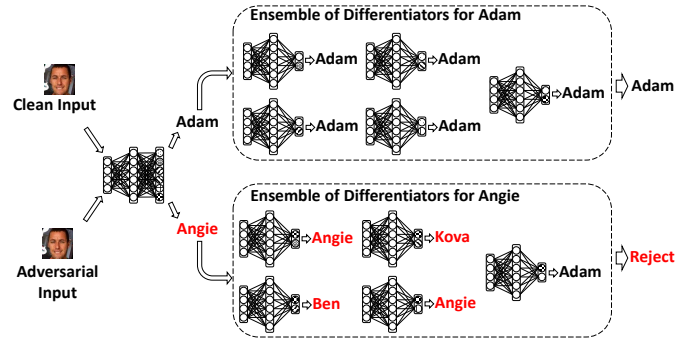 Ensemble of Differentiators for Adam
Adam
Adam
Adam
Adam
Adam
Adam
Clean Input
Adam
Ensemble of Differentiators for Angie
Angie
Angie
Kova
Ben
Angie
Adam
Reject
Adversarial
Input